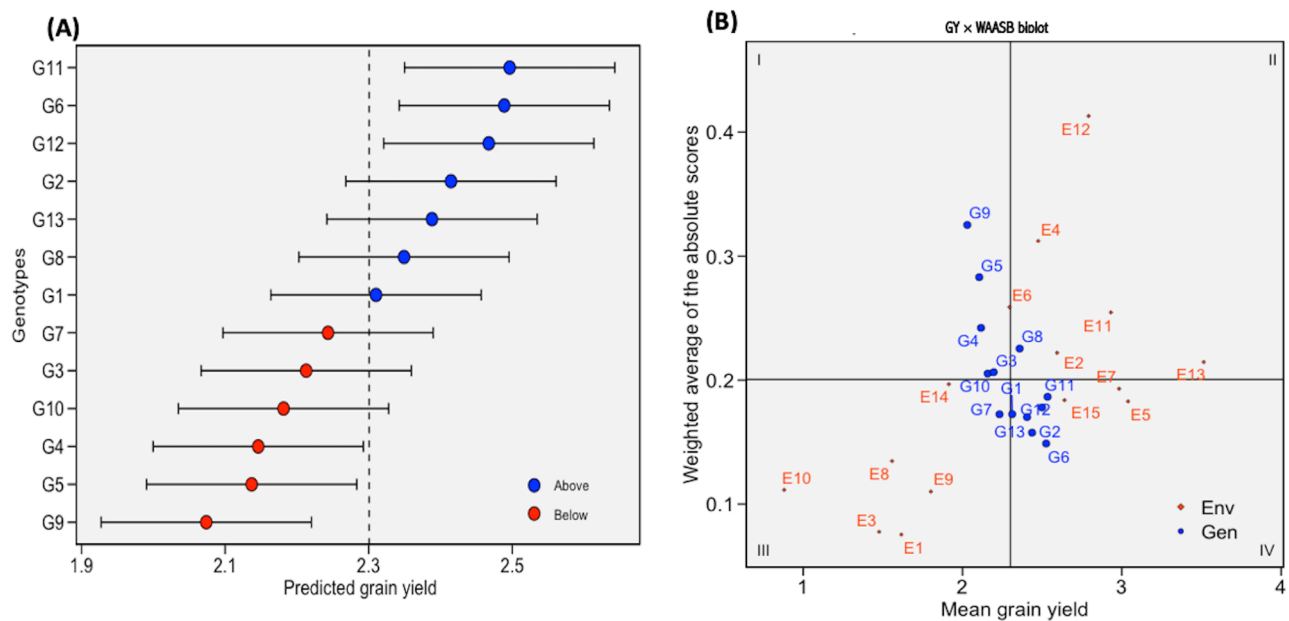 (A)
Genotypes
G11
G6
G12
G2
G13
G8
G1
G7
G3
G10
G4
G5
G9
Above
Below
1.9 2.1 2.3 2.5
Predicted grain yield
(B)
GY × WAASB biplot
Weighted average of the absolute scores
0.4
0.3
0.2
0.1
I
II
E12
G9
E4
G5
E6
E11
G4
G8
G3
E2
E7
E13
G10
G1
G11
E14
G7
G12
E15
E5
G13
G2
G6
E8
E10
E9
E3
E1
Env
Gen
III
IV
1 2 3 4
Mean grain yield